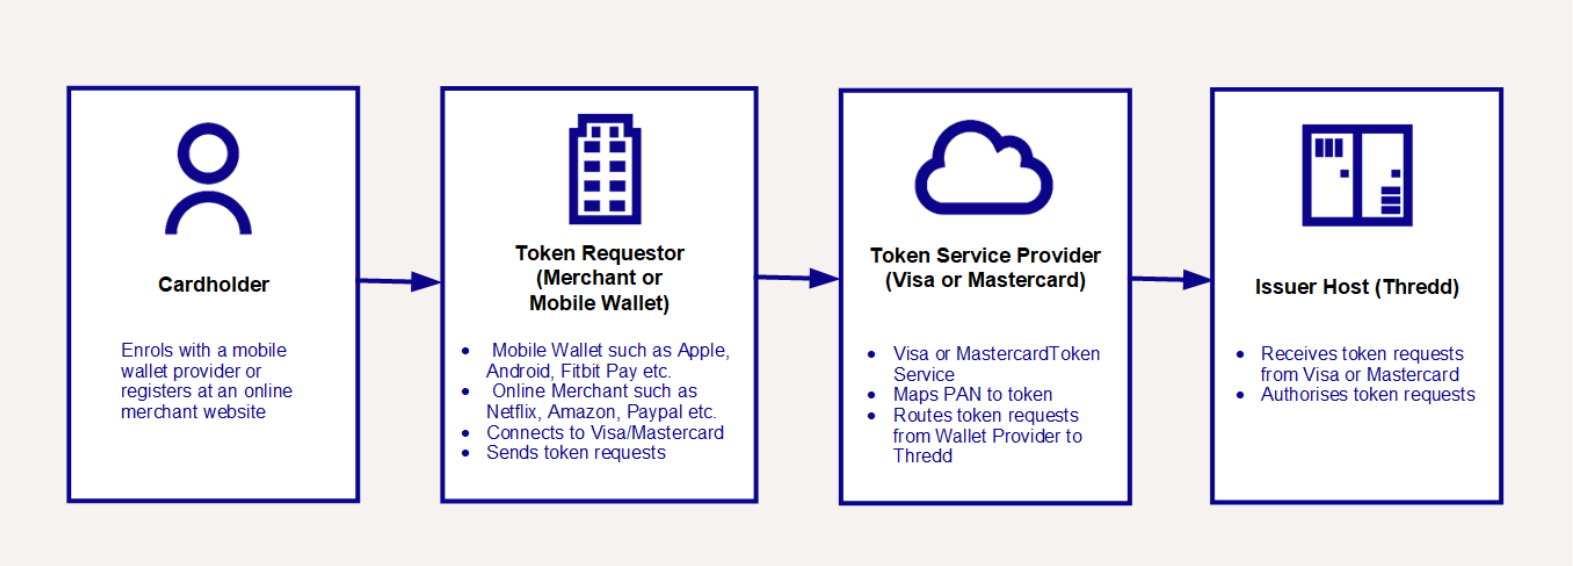 Cardholder
Enrols with a mobile
wallet provider or
registers at an online
merchant website
Token Requestor
(Merchant or
Mobile Wallet)
• Mobile Wallet such as Apple,
Android, Fitbit Pay etc.
• Online Merchant such as
Netflix, Amazon, Paypal etc.
• Connects to Visa/Mastercard
• Sends token requests
Token Service Provider
(Visa or Mastercard)
• Visa or MastercardToken
Service
• Maps PAN to token
• Routes token requests
from Wallet Provider to
Thredd
Issuer Host (Thredd)
• Receives token requests
from Visa or Mastercard
• Authorises token requests